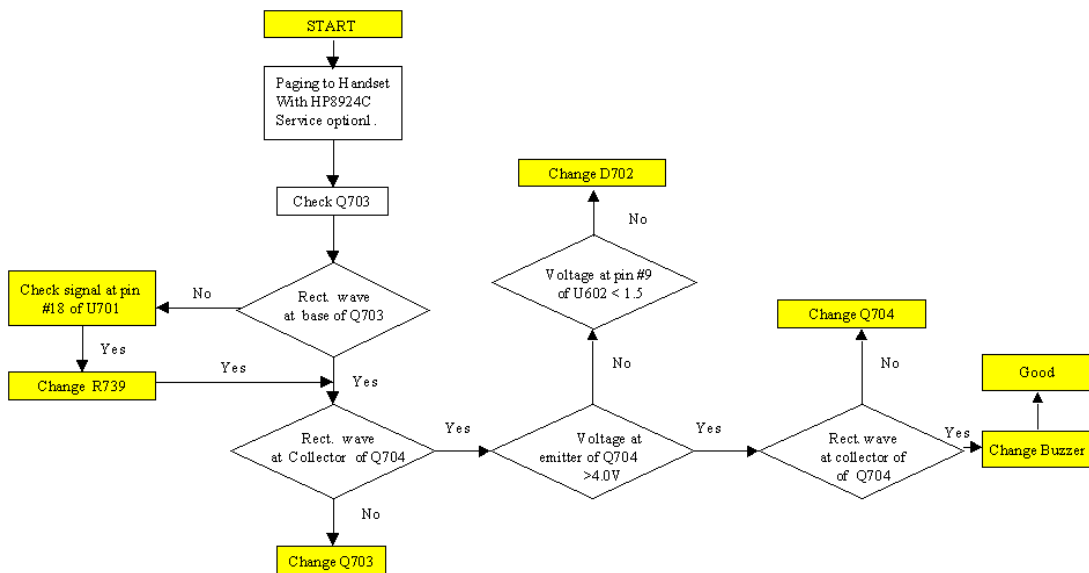 START
Paging to Handset
With HP8924C
Service optionl .
Check Q703
Change D702
No
Voltage at pin #9
of U602 < 1.5
Check signal at pin
#18 of U701
No
Rect. wave
at base of Q703
Change Q704
Yes
Change R739
Yes
Yes
No
No
Good
Rect. wave
at Collector of Q704
Yes
Voltage at
emitter of Q704
>4.0V
Yes
Rect. wave
at collector of
of Q704
Yes
Change Buzzer
No
Change Q703